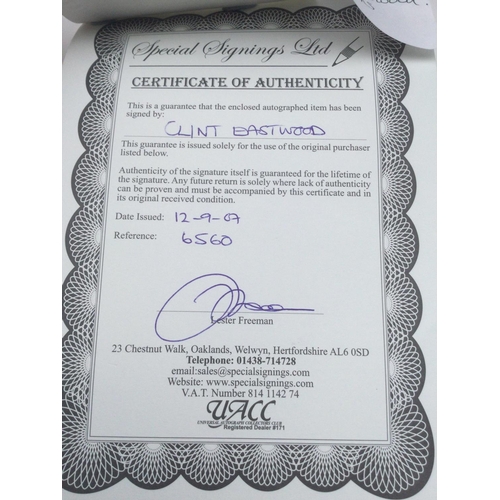 Special Signings Ltd
CERTIFICATE OF AUTHENTICITY
This is a guarantee that the enclosed autographed item has been
signed by:
CLINT EASTWOOD
This guarantee is issued solely for the use of the original purchaser
listed below.
Authenticity of the signature itself is guaranteed for the lifetime of
the signature. Any future return is solely where lack of authenticity
can be proven and must be accompanied by this certificate and in
its original received condition.
Date Issued: 12-9-07
Reference: 6560
Lester Freeman
23 Chestnut Walk, Oaklands, Welwyn, Hertfordshire AL6 0SD
Telephone: 01438-714728
email:sales@specialsignings.com
Website: www.specialsignings.com
V.A.T. Number 814 1142 74
UACC
UNIVERSAL AUTOGRAPH COLLECTORS CLUB
Registered Dealer #171